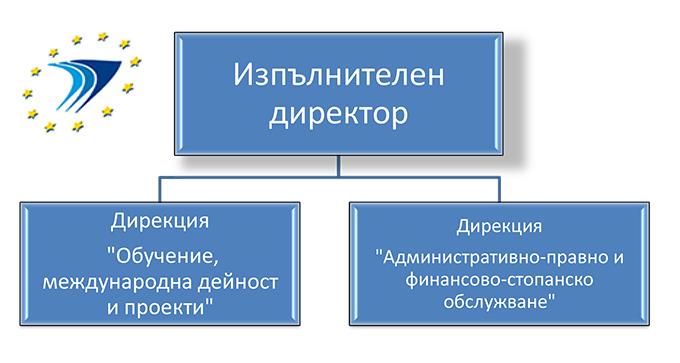 Изпълнителен
директор
Дирекция
"Обучение,
международна дейност
и проекти"
Дирекция
"Административно-правно и
финансово-стопанско
обслужване"